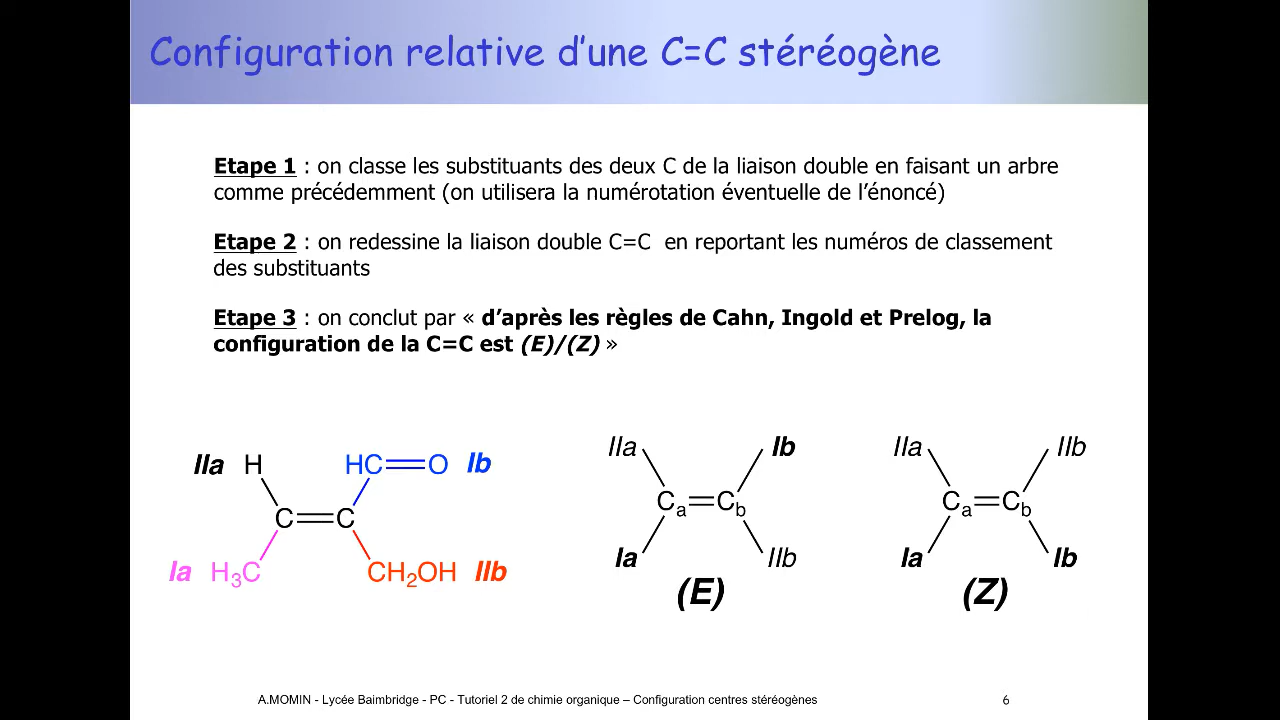 Configuration relative d'une C=C stéréogène
Etape 1 : on classe les substituants des deux C de la liaison double en faisant un arbre
comme précédemment (on utilisera la numérotation éventuelle de l'énoncé)
Etape 2 : on redessine la liaison double C=C en reportant les numéros de classement
des substituants
Etape 3 : on conclut par « d'après les règles de Cahn, Ingold et Prelog, la
configuration de la C=C est (E)/(Z) »
IIa H HC=O Ib
C=C
Ia H3C CH2OH IIb
IIa Ib
Ca=Cb
Ia IIb
(E)
IIa IIb
Ca=Cb
Ia Ib
(Z)
A.MOMIN - Lycée Baimbridge - PC - Tutoriel 2 de chimie organique – Configuration centres stéréogènes
6